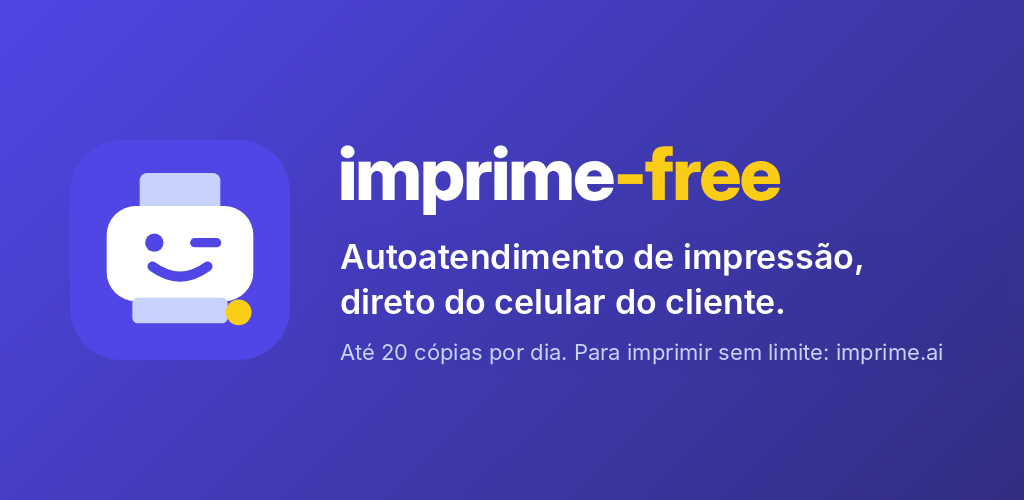 imprime-free
Autoatendimento de impressão,
direto do celular do cliente.
Até 20 cópias por dia. Para imprimir sem limite: imprime.ai